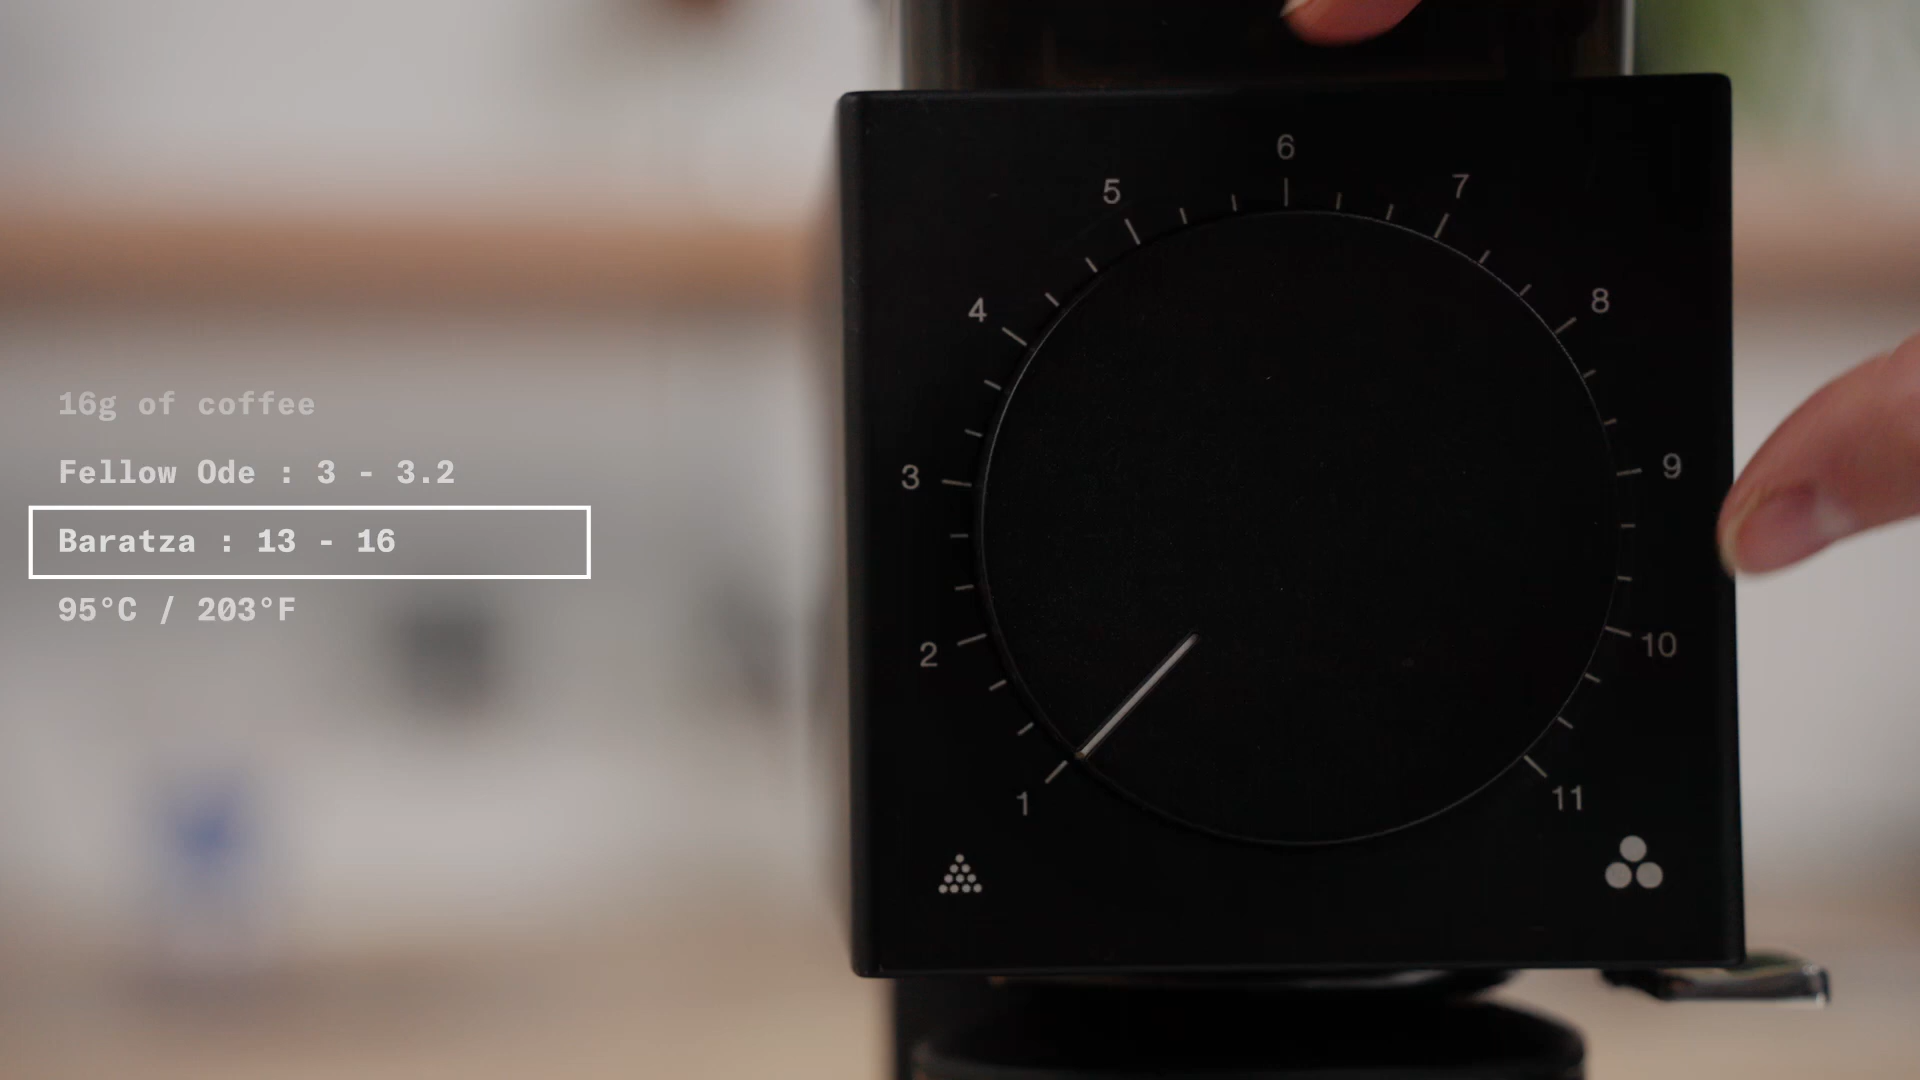 16g of coffee
Fellow Ode : 3 - 3.2
Baratza : 13 - 16
95°C / 203°F
1
2
3
4
5
6
7
8
9
10
11